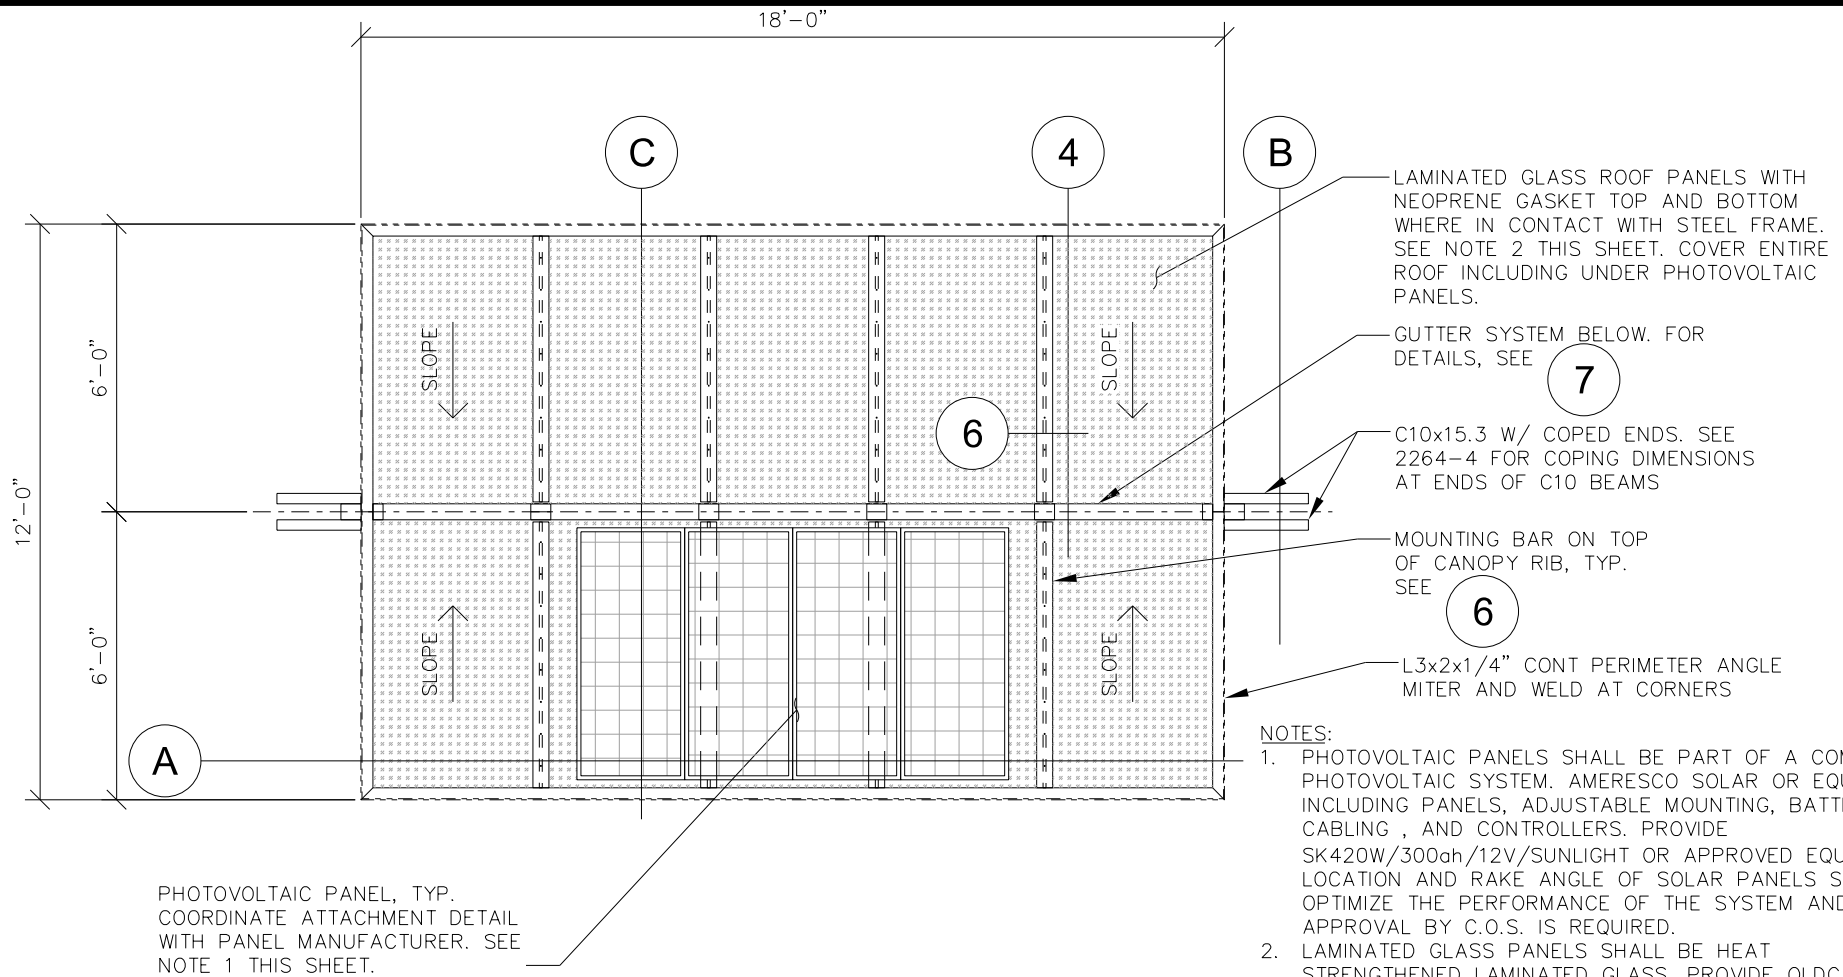 18'-0"
C
4
B
LAMINATED GLASS ROOF PANELS WITH
NEOPRENE GASKET TOP AND BOTTOM
WHERE IN CONTACT WITH STEEL FRAME.
SEE NOTE 2 THIS SHEET. COVER ENTIRE
ROOF INCLUDING UNDER PHOTOVOLTAIC
PANELS.
GUTTER SYSTEM BELOW. FOR
DETAILS, SEE
7
SLOPE
SLOPE
6'-0"
6
C10x15.3 W/ COPED ENDS. SEE
2264-4 FOR COPING DIMENSIONS
AT ENDS OF C10 BEAMS
12'-0"
MOUNTING BAR ON TOP
OF CANOPY RIB, TYP.
SEE
6
6'-0"
SLOPE
SLOPE
L3x2x1/4" CONT PERIMETER ANGLE
MITER AND WELD AT CORNERS
A
NOTES:
1. PHOTOVOLTAIC PANELS SHALL BE PART OF A
PHOTOVOLTAIC SYSTEM. AMERESCO SOLAR OR
INCLUDING PANELS, ADJUSTABLE MOUNTING,
CABLING , AND CONTROLLERS. PROVIDE
SK420W/300ah/12V/SUNLIGHT OR APPROVED
LOCATION AND RAKE ANGLE OF SOLAR PANELS
OPTIMIZE THE PERFORMANCE OF THE SYSTEM AND
APPROVAL BY C.O.S. IS REQUIRED.
2. LAMINATED GLASS PANELS SHALL BE HEAT
STRENGTHENED LAMINATED GLASS. PROVIDE
PHOTOVOLTAIC PANEL, TYP.
COORDINATE ATTACHMENT DETAIL
WITH PANEL MANUFACTURER. SEE
NOTE 1 THIS SHEET.